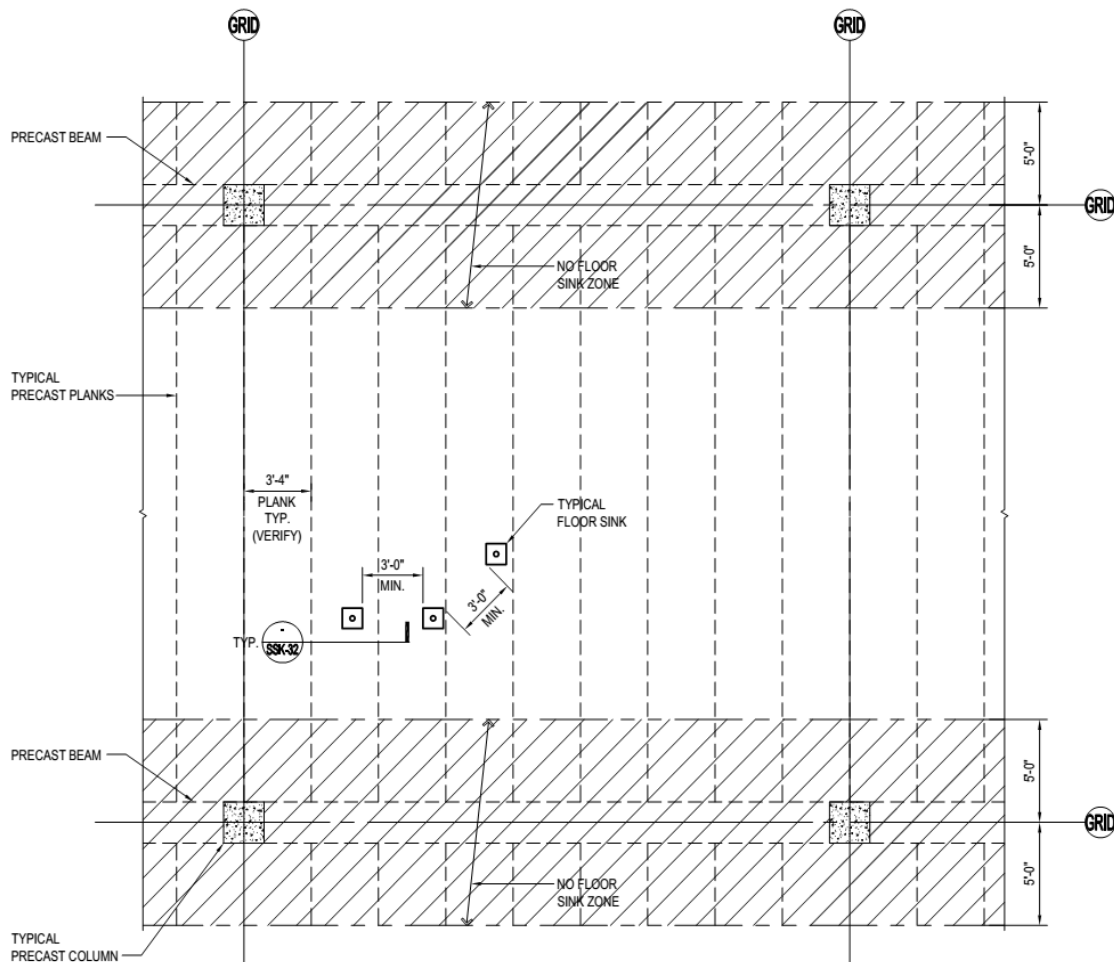 GRID
GRID
PRECAST BEAM
5'-0"
GRID
5'-0"
NO FLOOR
SINK ZONE
TYPICAL
PRECAST PLANKS
3'-4"
PLANK
TYP.
(VERIFY)
TYPICAL
FLOOR SINK
3'-0"
MIN.
3'-0"
MIN.
TYP.
-
SSK-32
PRECAST BEAM
5'-0"
GRID
5'-0"
NO FLOOR
SINK ZONE
TYPICAL
PRECAST COLUMN